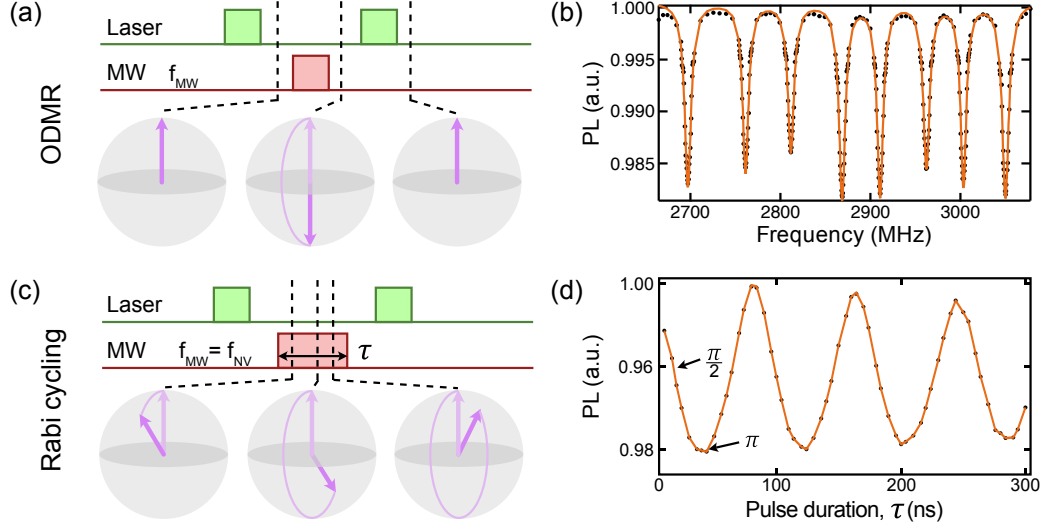 (a)
Laser
MW f_MW
ODMR
(b)
PL (a.u.)
1.000
0.995
0.990
0.985
2700 2800 2900 3000
Frequency (MHz)
(c)
Laser
MW f_MW = f_NV τ
Rabi cycling
(d)
PL (a.u.)
1.00
0.96
0.98
π/2
π
0 100 200 300
Pulse duration, τ (ns)